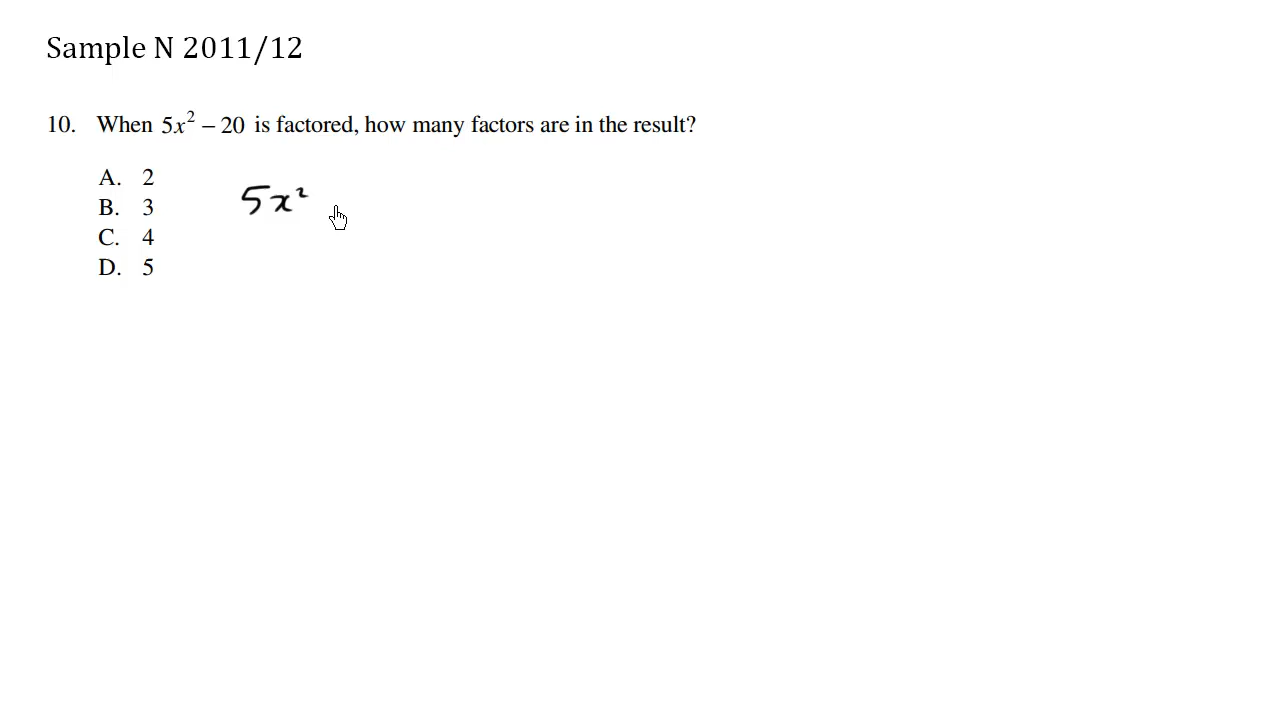 Sample N 2011/12
10. When 5x² – 20 is factored, how many factors are in the result?
A. 2
B. 3
C. 4
D. 5
5x²